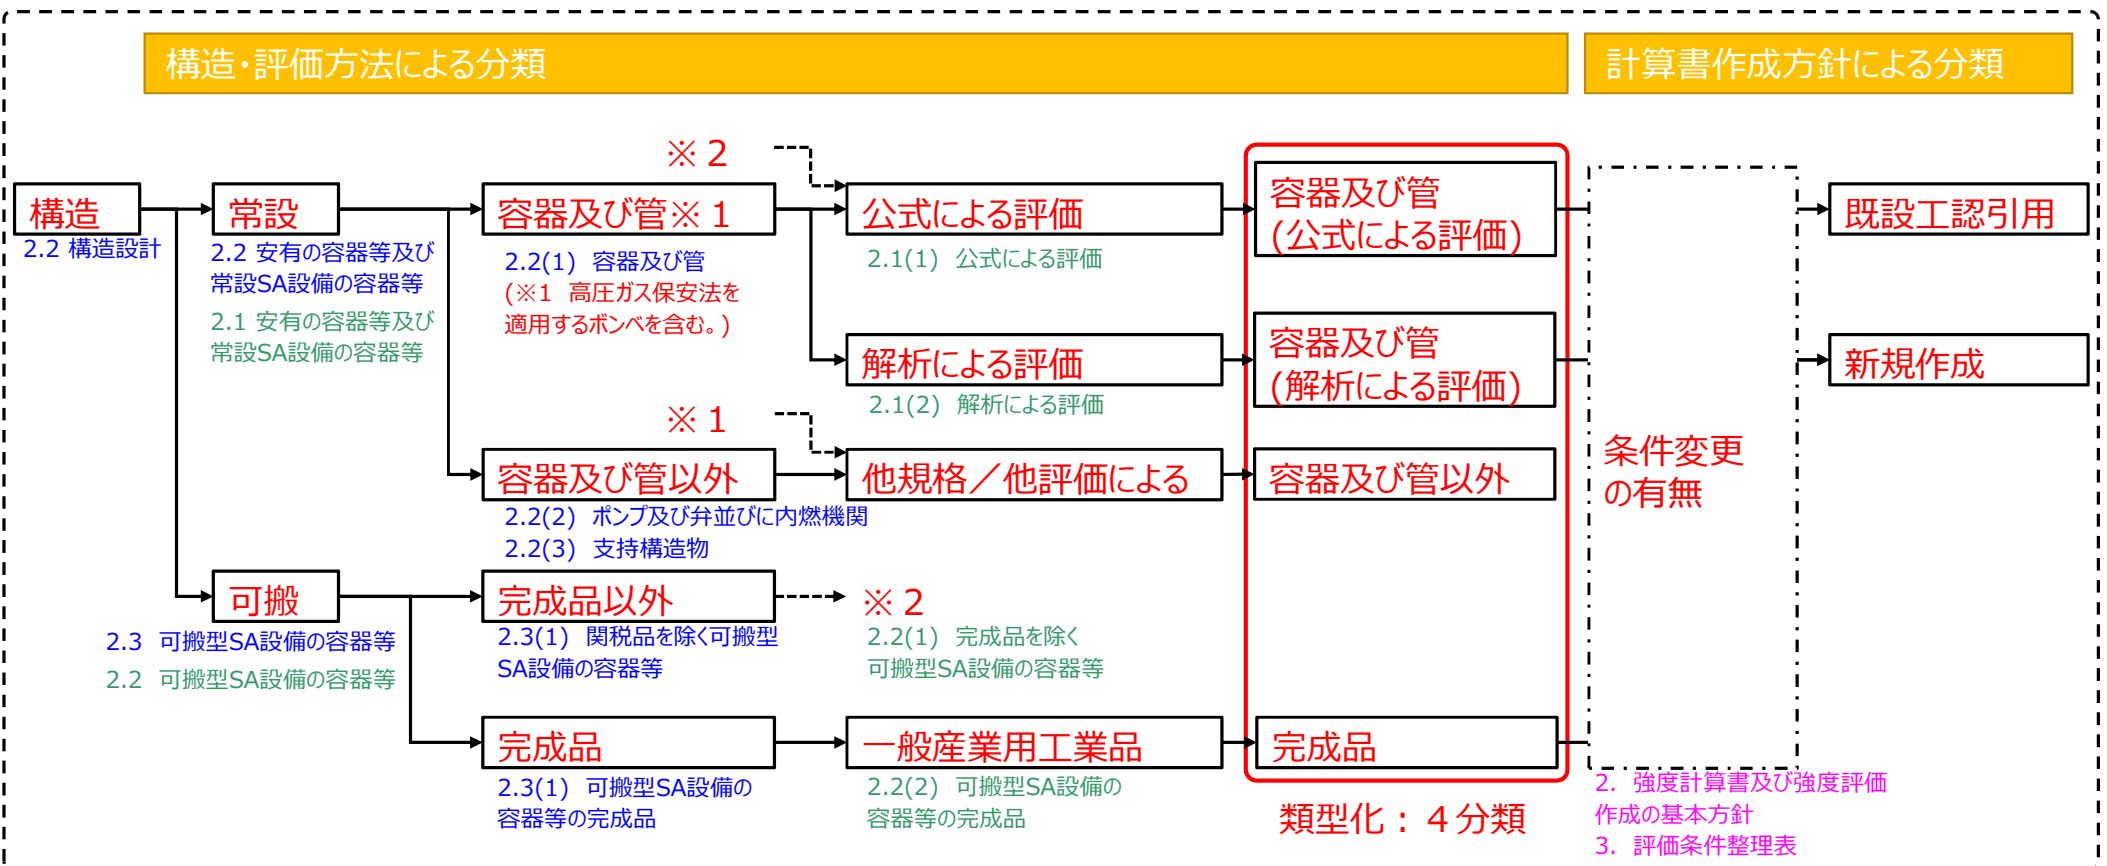 構造・評価方法による分類
計算書作成方針による分類
※２
構造
2.2 構造設計
常設
2.2 安有の容器等及び
常設SA設備の容器等
2.1 安有の容器等及び
常設SA設備の容器等
容器及び管※１
2.2(1) 容器及び管
(※1 高圧ガス保安法を
適用するボンベを含む。)
公式による評価
2.1(1) 公式による評価
容器及び管
(公式による評価)
既設工認引用
解析による評価
2.1(2) 解析による評価
容器及び管
(解析による評価)
新規作成
※１
容器及び管以外
2.2(2) ポンプ及び弁並びに内燃機関
2.2(3) 支持構造物
他規格／他評価による
容器及び管以外
条件変更
の有無
可搬
2.3 可搬型SA設備の容器等
2.2 可搬型SA設備の容器等
完成品以外
2.3(1) 関税品を除く可搬型
SA設備の容器等
※２
2.2(1) 完成品を除く
可搬型SA設備の容器等
完成品
2.3(1) 可搬型SA設備の
容器等の完成品
一般産業用工業品
2.2(2) 可搬型SA設備の
容器等の完成品
完成品
類型化：４分類
2. 強度計算書及び強度評価
作成の基本方針
3. 評価条件整理表